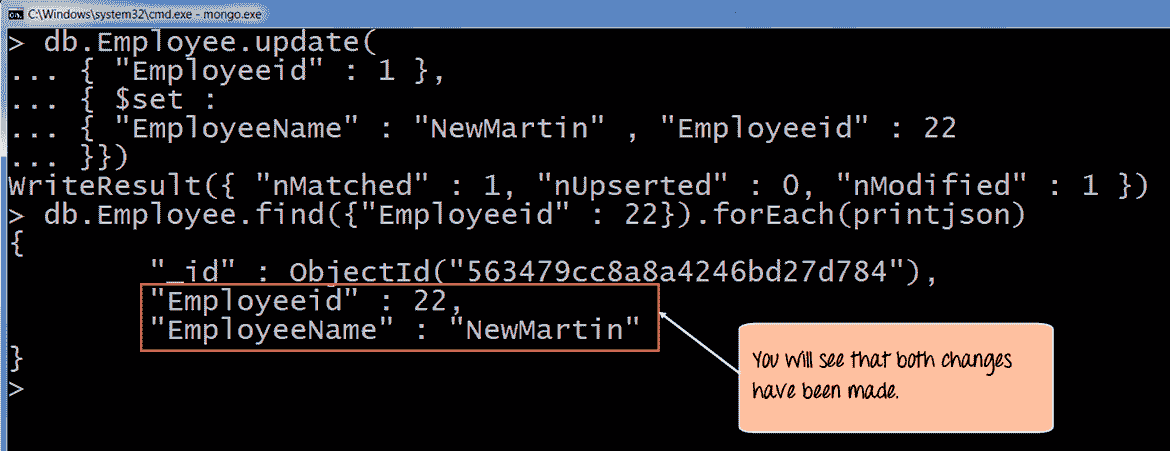 C:\Windows\system32\cmd.exe - mongo.exe
> db.Employee.update(
... { "Employeeid" : 1 },
... { $set :
... { "EmployeeName" : "NewMartin" , "Employeeid" : 22
... }})
WriteResult({ "nMatched" : 1, "nUpserted" : 0, "nModified" : 1 })
> db.Employee.find({"Employeeid" : 22}).forEach(printjson)
{
"_id" : ObjectId("563479cc8a8a4246bd27d784"),
"Employeeid" : 22,
"EmployeeName" : "NewMartin"
}
>
You will see that both changes
have been made.